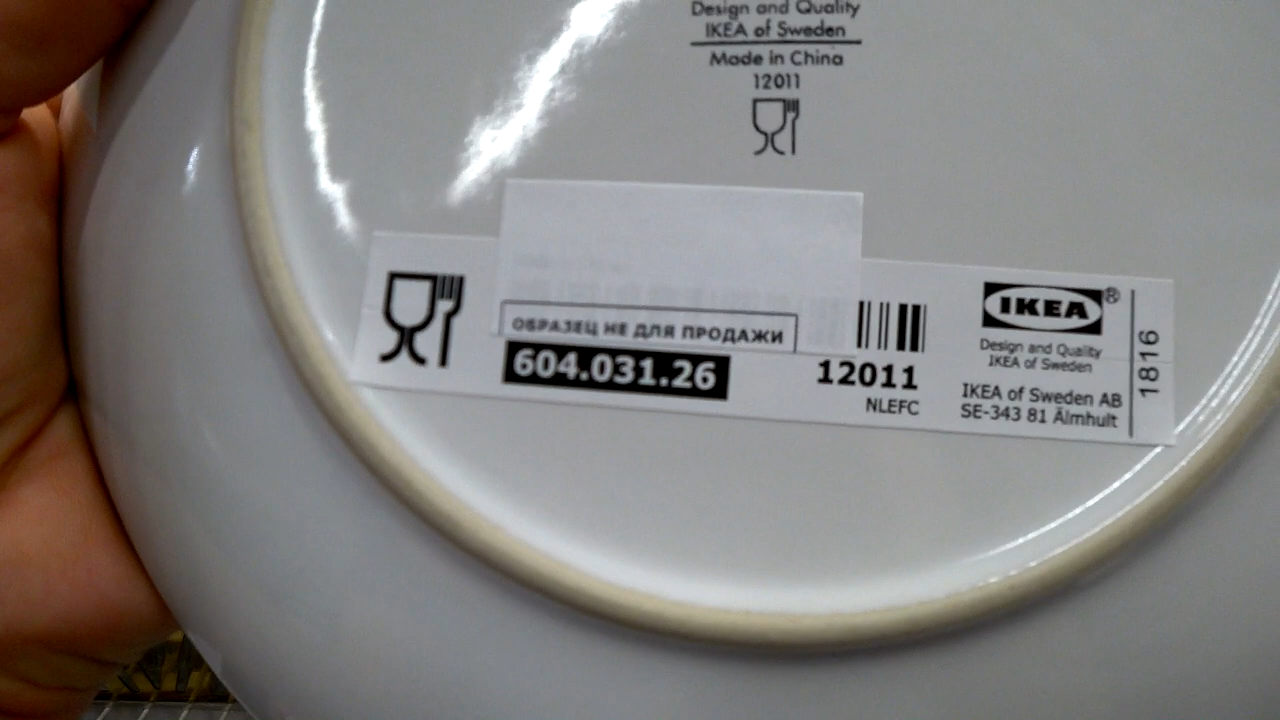 Design and Quality
IKEA of Sweden
Made in China
12011
ОБРАЗЕЦ НЕ ДЛЯ ПРОДАЖИ
604.031.26
12011
NLEFC
IKEA®
Design and Quality
IKEA of Sweden
IKEA of Sweden AB
SE-343 81 Älmhult
1816